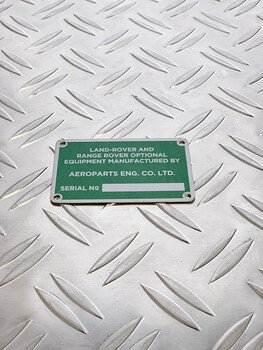 LAND-ROVER AND
RANGE ROVER OPTIONAL
EQUIPMENT MANUFACTURED BY
AEROPARTS ENG. CO. LTD.
SERIAL Nº